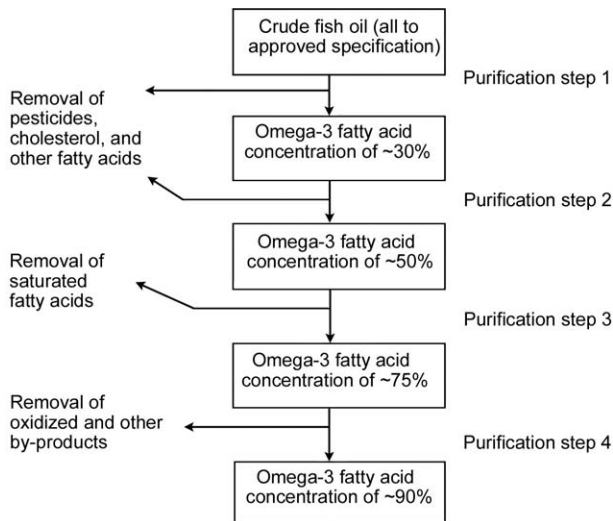 Crude fish oil (all to
approved specification)
Purification step 1
Removal of
pesticides,
cholesterol, and
other fatty acids
Omega-3 fatty acid
concentration of ~30%
Purification step 2
Omega-3 fatty acid
concentration of ~50%
Removal of
saturated
fatty acids
Purification step 3
Omega-3 fatty acid
concentration of ~75%
Removal of
oxidized and other
by-products
Purification step 4
Omega-3 fatty acid
concentration of ~90%